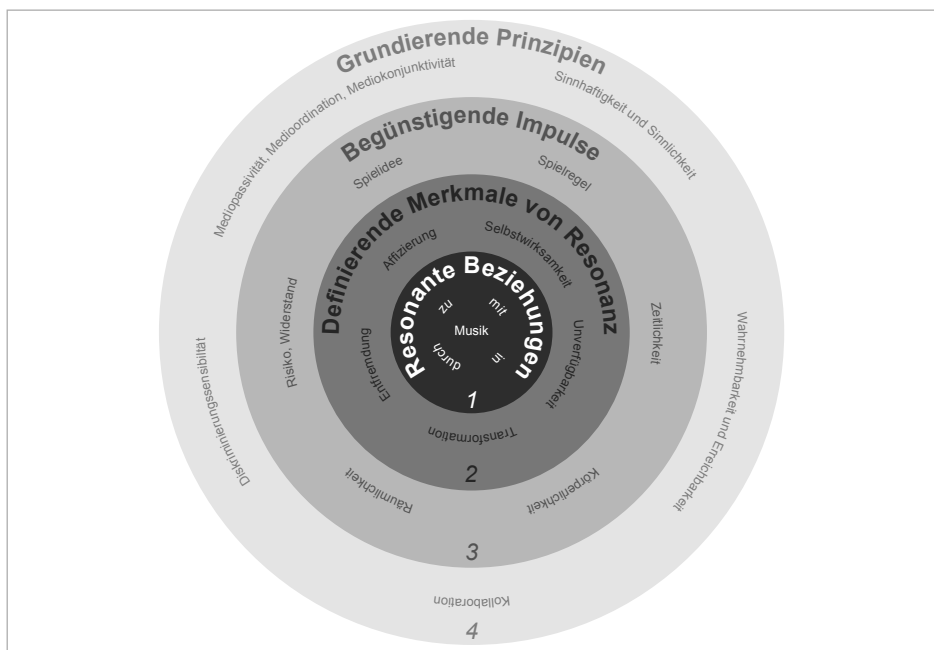 Grundierende Prinzipien
Mediopassivität, Medioordination, Mediokonjunktivität
Sinnhaftigkeit und Sinnlichkeit
Wahrnehmbarkeit und Erreichbarkeit
Kollaboration
Diskriminierungssensibilität
4
Begünstigende Impulse
Spielidee
Spielregel
Zeitlichkeit
Körperlichkeit
Räumlichkeit
Risiko, Widerstand
3
Definierende Merkmale von Resonanz
Affizierung
Selbstwirksamkeit
Unverfügbarkeit
Transformation
Entfremdung
2
Resonante Beziehungen
zu
mit
in
durch
Musik
1